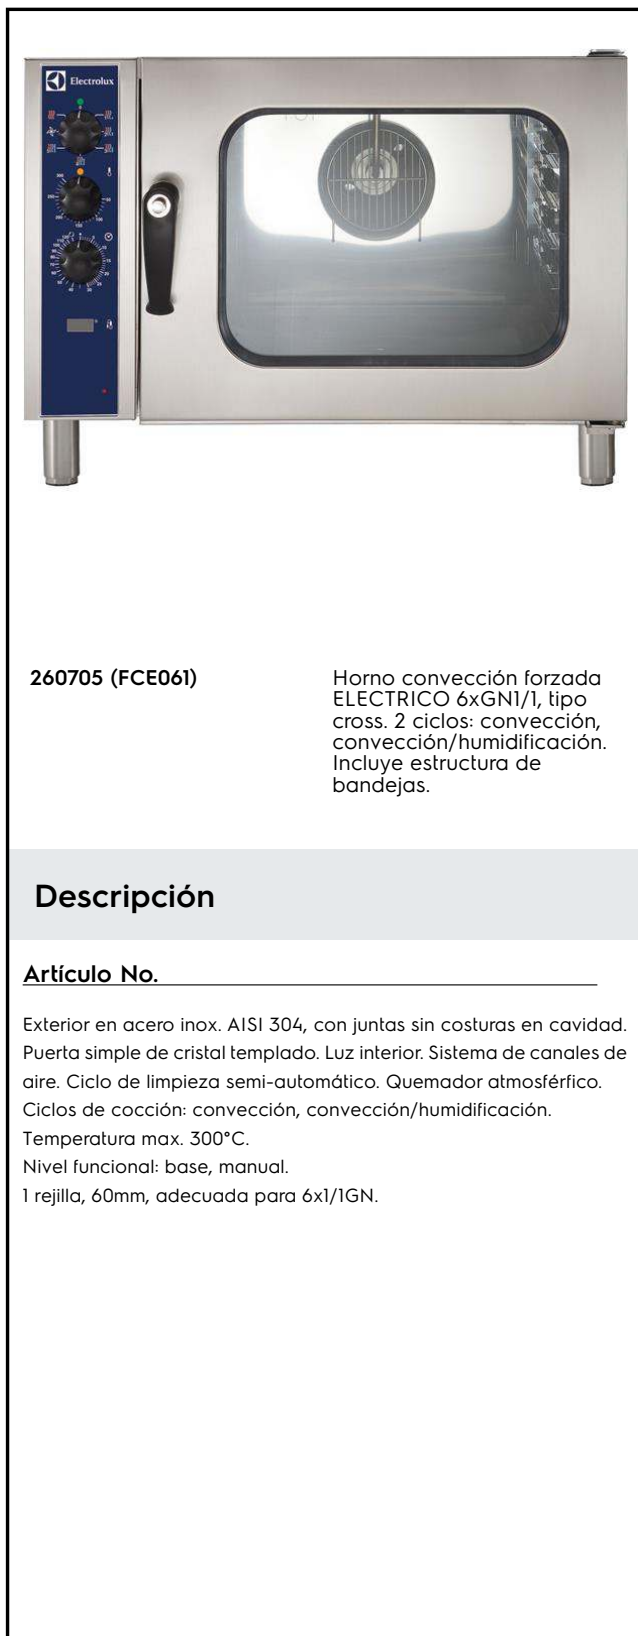 Electrolux
260705 (FCE061)
Horno convección forzada
ELECTRICO 6xGN1/1, tipo
cross. 2 ciclos: convección,
convección/humidificación.
Incluye estructura de
bandejas.
Descripción
Artículo No.
Exterior en acero inox. AISI 304, con juntas sin costuras en cavidad.
Puerta simple de cristal templado. Luz interior. Sistema de canales de
aire. Ciclo de limpieza semi-automático. Quemador atmosférfico.
Ciclos de cocción: convección, convección/humidificación.
Temperatura max. 300°C.
Nivel funcional: base, manual.
1 rejilla, 60mm, adecuada para 6x1/1GN.